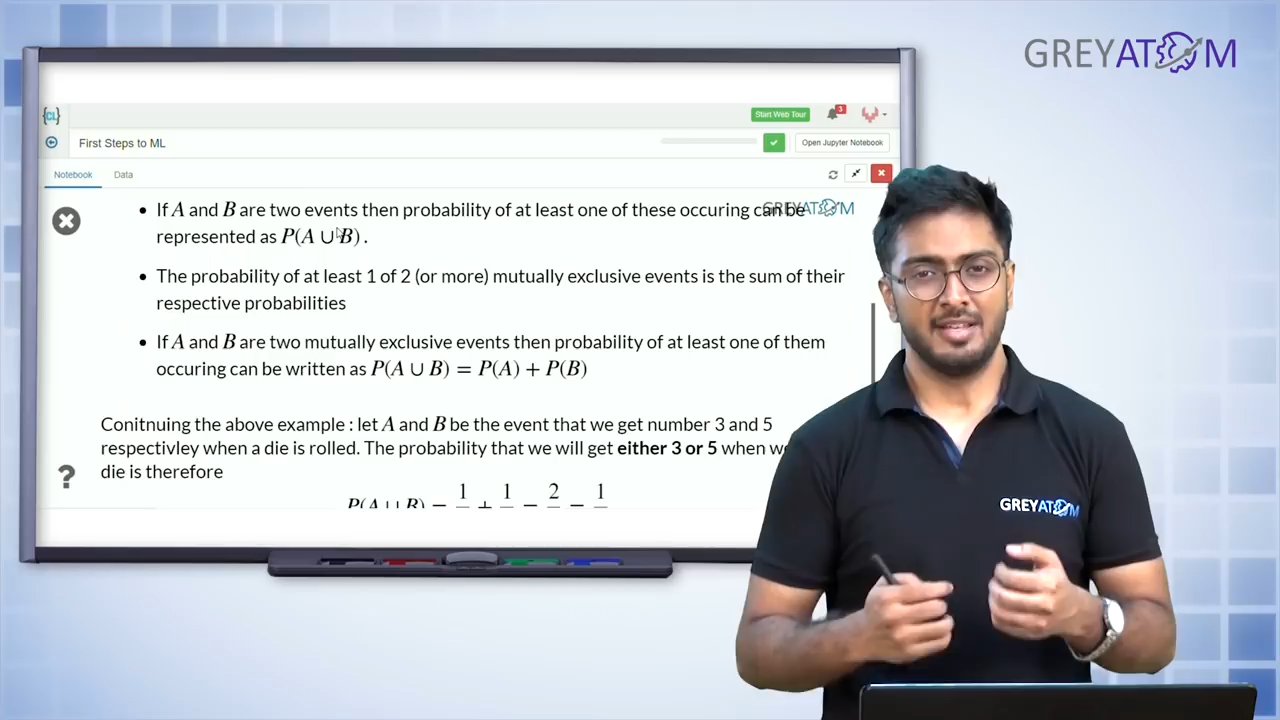 GREYATOM
{CL}
Start Web Tour
3
First Steps to ML
Open Jupyter Notebook
Notebook
Data
GREYATOM
• If A and B are two events then probability of at least one of these occuring can be
represented as P(A ∪ B) .
• The probability of at least 1 of 2 (or more) mutually exclusive events is the sum of their
respective probabilities
• If A and B are two mutually exclusive events then probability of at least one of them
occuring can be written as P(A ∪ B) = P(A) + P(B)
Conitnuing the above example : let A and B be the event that we get number 3 and 5
respectivley when a die is rolled. The probability that we will get either 3 or 5 when
die is therefore
?
P(A ∪ B) = 1 + 1 = 2 = 1
GREYATOM